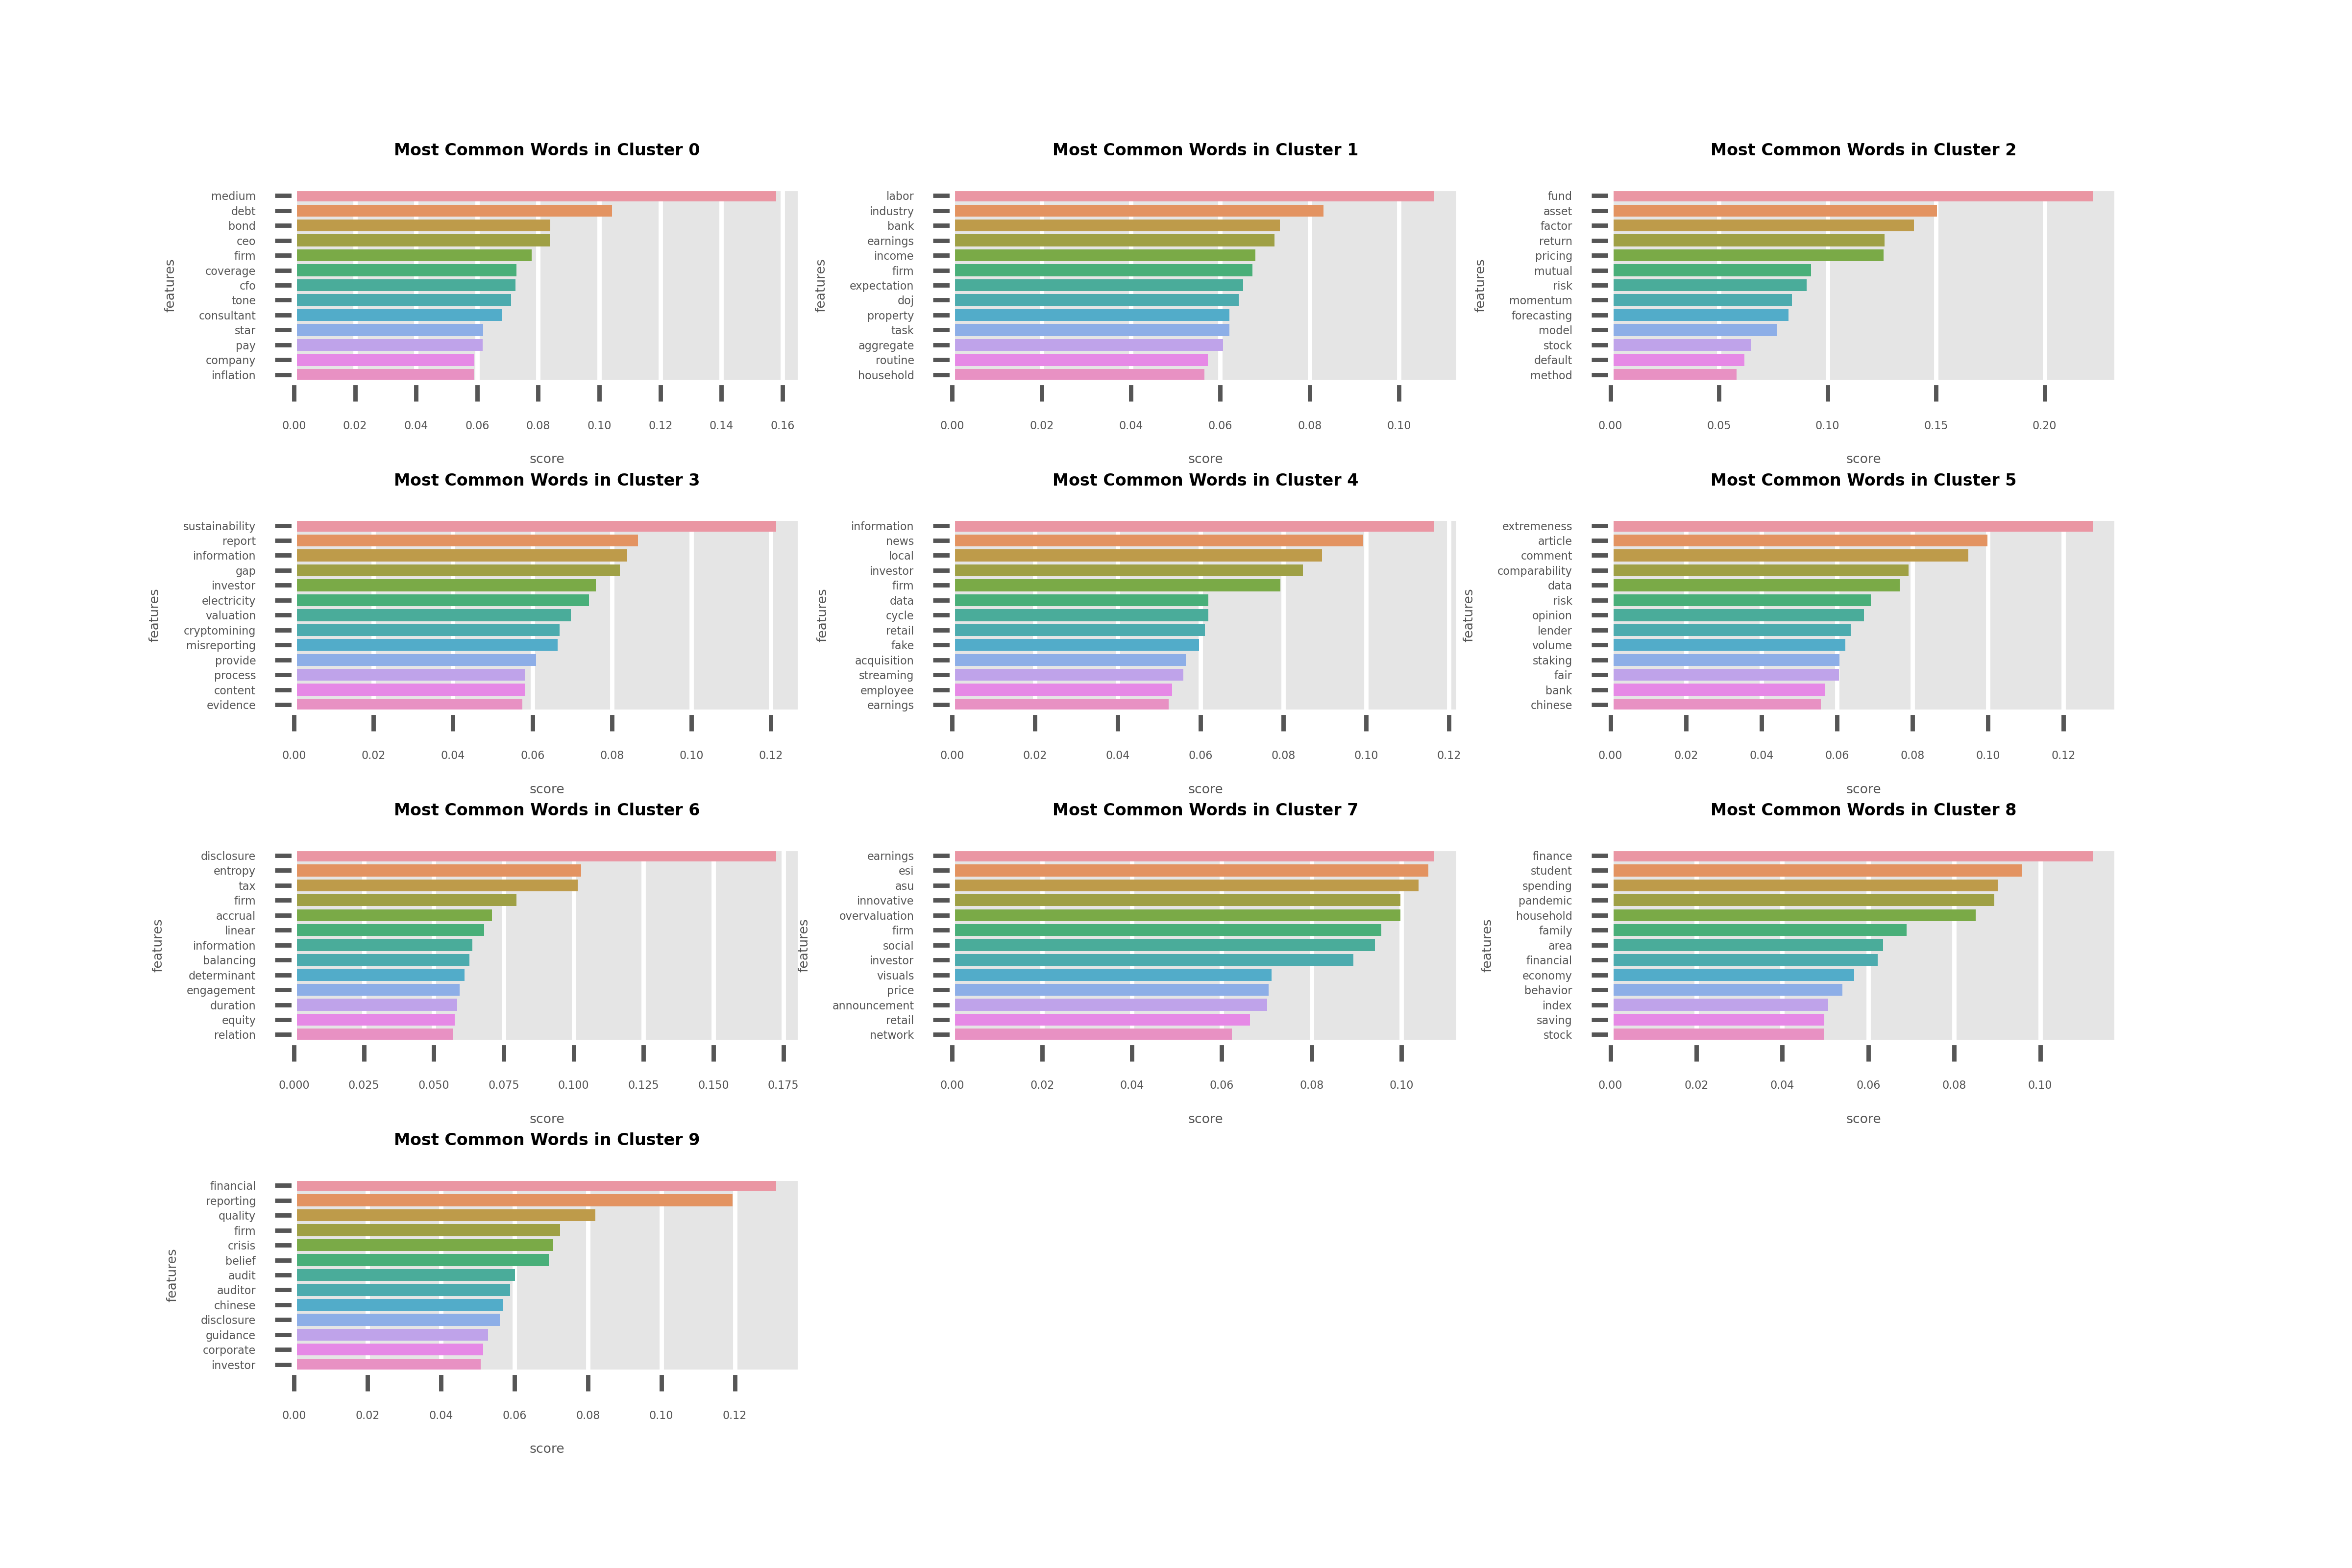 Most Common Words in Cluster 0
features
medium
debt
bond
ceo
firm
coverage
cfo
tone
consultant
star
pay
company
inflation
0.00 0.02 0.04 0.06 0.08 0.10 0.12 0.14 0.16
score
Most Common Words in Cluster 1
features
labor
industry
bank
earnings
income
firm
expectation
doj
property
task
aggregate
routine
household
0.00 0.02 0.04 0.06 0.08 0.10
score
Most Common Words in Cluster 2
features
fund
asset
factor
return
pricing
mutual
risk
momentum
forecasting
model
stock
default
method
0.00 0.05 0.10 0.15 0.20
score
Most Common Words in Cluster 3
features
sustainability
report
information
gap
investor
electricity
valuation
cryptomining
misreporting
provide
process
content
evidence
0.00 0.02 0.04 0.06 0.08 0.10 0.12
score
Most Common Words in Cluster 4
features
information
news
local
investor
firm
data
cycle
retail
fake
acquisition
streaming
employee
earnings
0.00 0.02 0.04 0.06 0.08 0.10 0.12
score
Most Common Words in Cluster 5
features
extremeness
article
comment
comparability
data
risk
opinion
lender
volume
staking
fair
bank
chinese
0.00 0.02 0.04 0.06 0.08 0.10 0.12
score
Most Common Words in Cluster 6
features
disclosure
entropy
tax
firm
accrual
linear
information
balancing
determinant
engagement
duration
equity
relation
0.000 0.025 0.050 0.075 0.100 0.125 0.150 0.175
score
Most Common Words in Cluster 7
features
earnings
esi
asu
innovative
overvaluation
firm
social
investor
visuals
price
announcement
retail
network
0.00 0.02 0.04 0.06 0.08 0.10
score
Most Common Words in Cluster 8
features
finance
student
spending
pandemic
household
family
area
financial
economy
behavior
index
saving
stock
0.00 0.02 0.04 0.06 0.08 0.10
score
Most Common Words in Cluster 9
features
financial
reporting
quality
firm
crisis
belief
audit
auditor
chinese
disclosure
guidance
corporate
investor
0.00 0.02 0.04 0.06 0.08 0.10 0.12
score